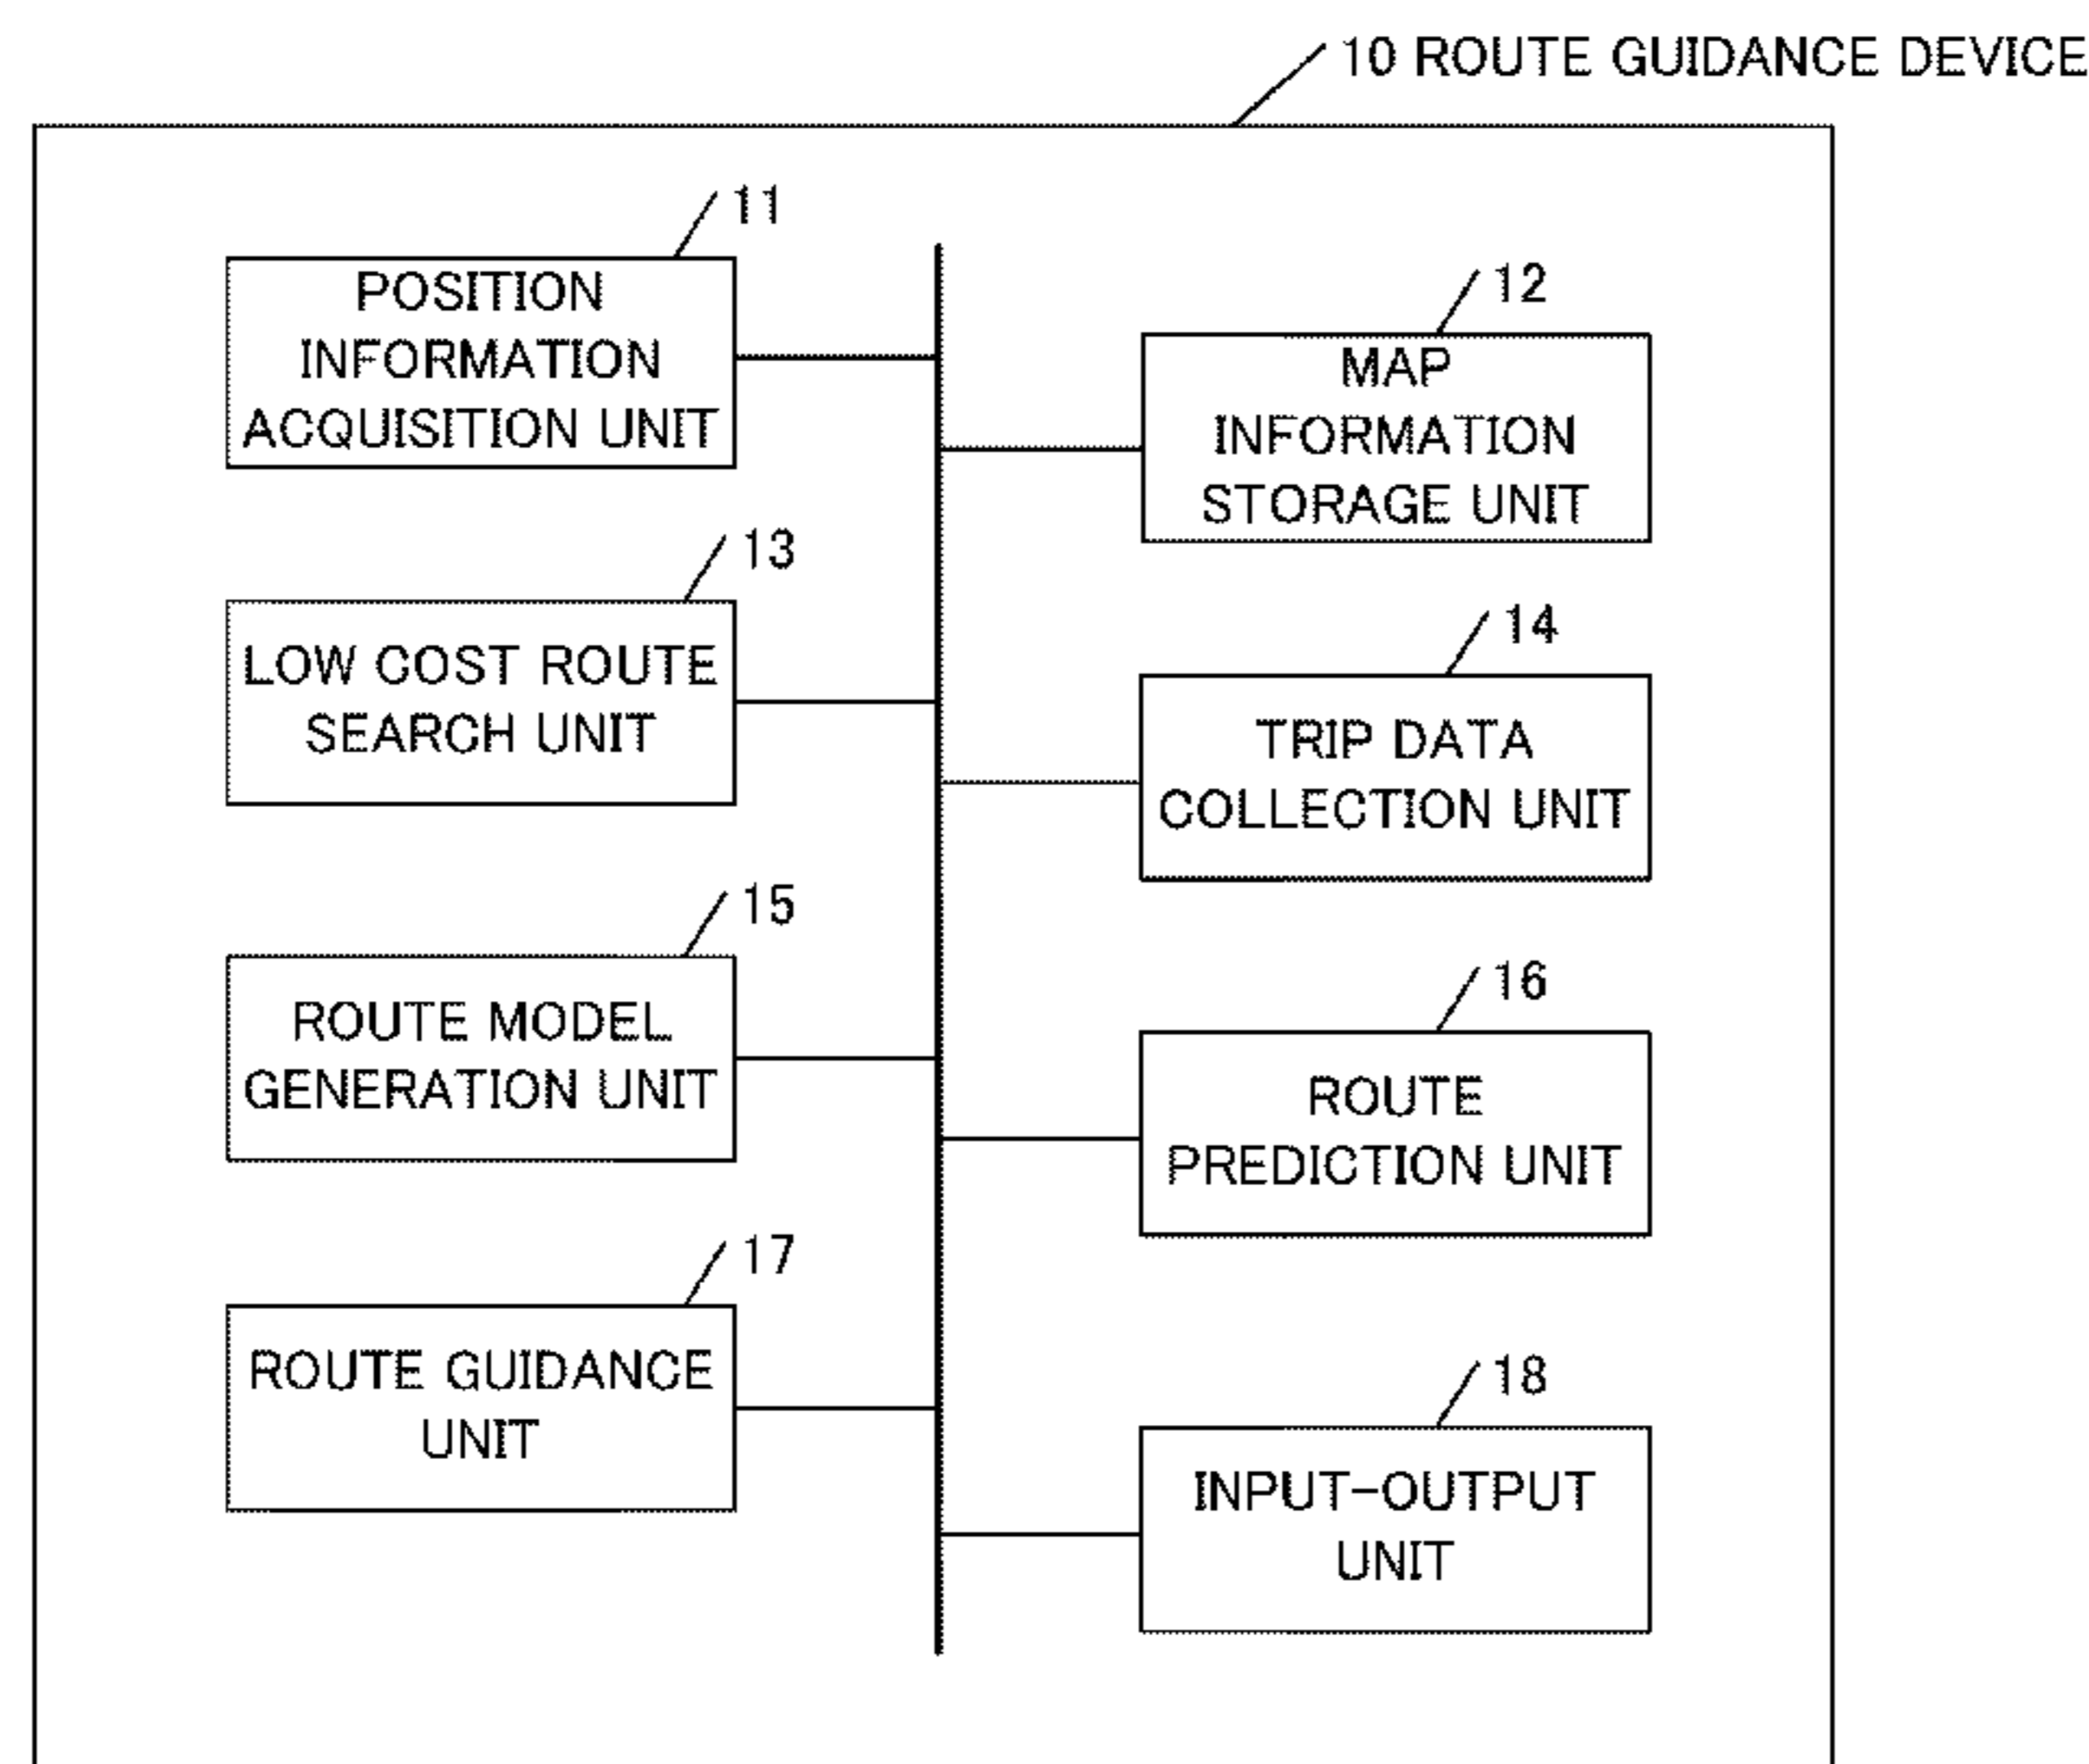 10 ROUTE GUIDANCE DEVICE
11
POSITION
INFORMATION
ACQUISITION UNIT
12
MAP
INFORMATION
STORAGE UNIT
13
LOW COST ROUTE
SEARCH UNIT
14
TRIP DATA
COLLECTION UNIT
15
ROUTE MODEL
GENERATION UNIT
16
ROUTE
PREDICTION UNIT
17
ROUTE GUIDANCE
UNIT
18
INPUT-OUTPUT
UNIT